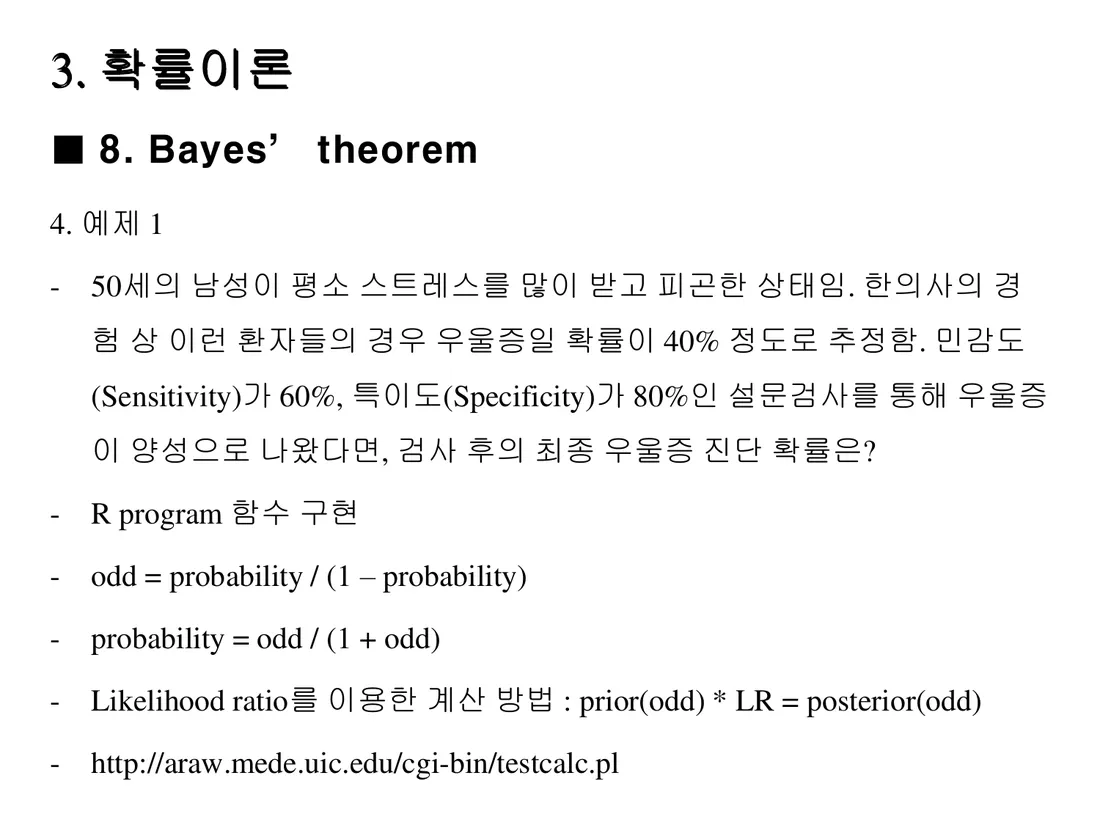 3. 확률이론
■ 8. Bayes’ theorem
4. 예제 1
- 50세의 남성이 평소 스트레스를 많이 받고 피곤한 상태임. 한의사의 경
험 상 이런 환자들의 경우 우울증일 확률이 40% 정도로 추정함. 민감도
(Sensitivity)가 60%, 특이도(Specificity)가 80%인 설문검사를 통해 우울증
이 양성으로 나왔다면, 검사 후의 최종 우울증 진단 확률은?
- R program 함수 구현
- odd = probability / (1 – probability)
- probability = odd / (1 + odd)
- Likelihood ratio를 이용한 계산 방법 : prior(odd) * LR = posterior(odd)
- http://araw.mede.uic.edu/cgi-bin/testcalc.pl